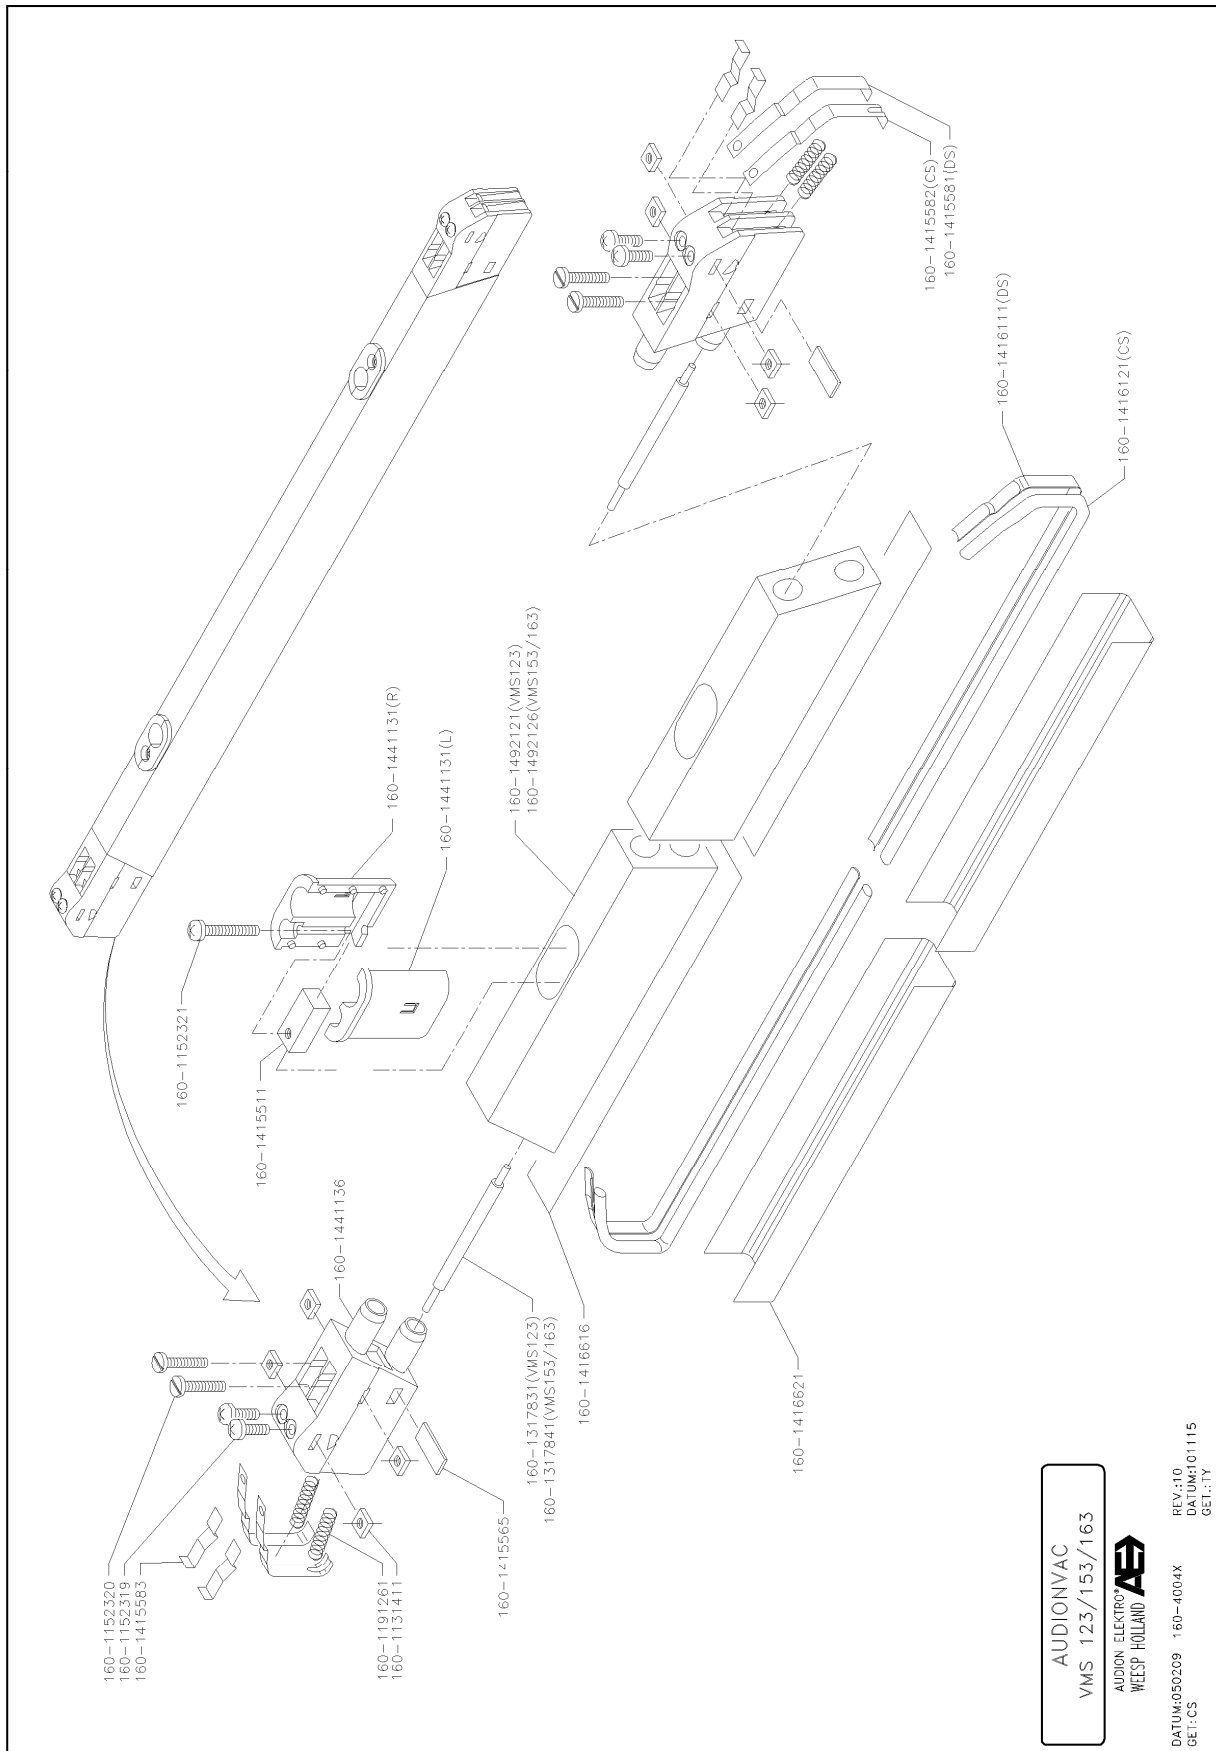 160-1152320
160-1152319
160-1415583
160-1191261
160-1131411
160-1415565
160-1441136
160-1317831(VMS123)
160-1317841(VMS153/163)
160-1416616
160-1416621
160-1152321
160-1415511
160-1441131(R)
160-1441131(L)
160-1492121(VMS123)
160-1492126(VMS153/163)
160-1415582(CS)
160-1415581(DS)
160-1416111(DS)
160-1416121(CS)
AUDIONVAC
VMS 123/153/163
AUDION ELEKTRO®
WEESP HOLLAND AEH
DATUM:050209 160-4004X
GET:CS
REV.:10
DATUM:101115
GET.:TY